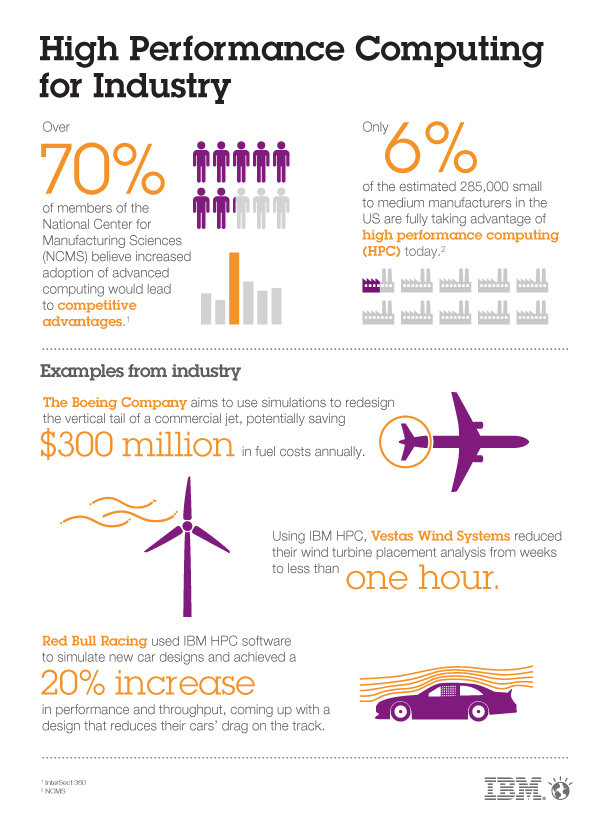 High Performance Computing
for Industry
Over
70%
of members of the
National Center for
Manufacturing Sciences
(NCMS) believe increased
adoption of advanced
computing would lead
to competitive
advantages.¹
Only 6%
of the estimated 285,000 small
to medium manufacturers in the
US are fully taking advantage of
high performance computing
(HPC) today.²
Examples from industry
The Boeing Company aims to use simulations to redesign
the vertical tail of a commercial jet, potentially saving
$300 million in fuel costs annually.
Using IBM HPC, Vestas Wind Systems reduced
their wind turbine placement analysis from weeks
to less than one hour.
Red Bull Racing used IBM HPC software
to simulate new car designs and achieved a
20% increase
in performance and throughput, coming up with a
design that reduces their cars’ drag on the track.
¹ InterSect 360
² NCMS
IBM®